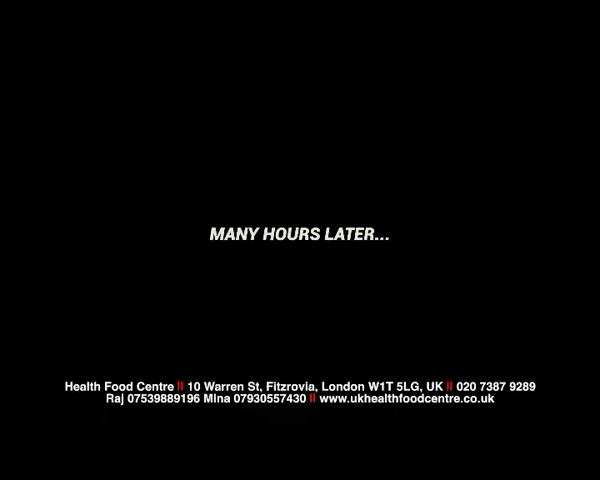 MANY HOURS LATER...
Health Food Centre || 10 Warren St, Fitzrovia, London W1T 5LG, UK || 020 7387 9289
Raj 07539889196 Mina 07930557430 || www.ukhealthfoodcentre.co.uk